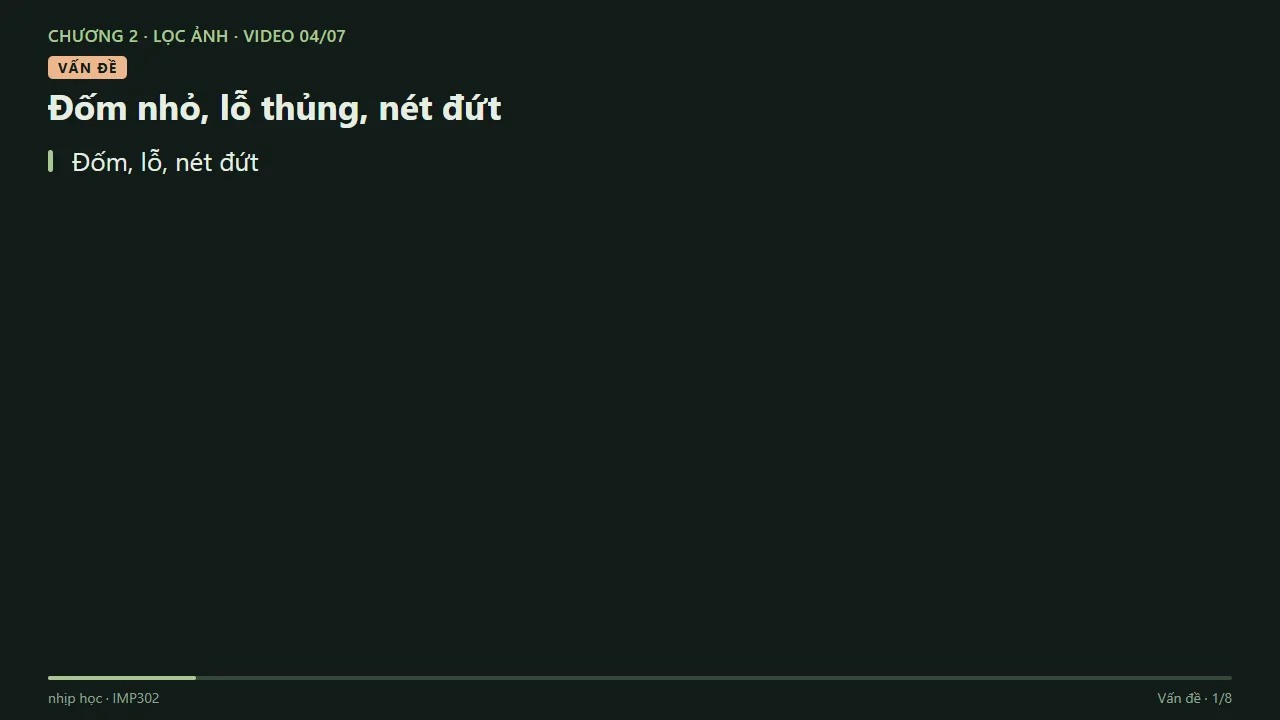 CHƯƠNG 2 · LỌC ẢNH · VIDEO 04/07
VẤN ĐỀ
Đốm nhỏ, lỗ thủng, nét đứt
Đốm, lỗ, nét đứt
nhịp học · IMP302
Vấn đề · 1/8